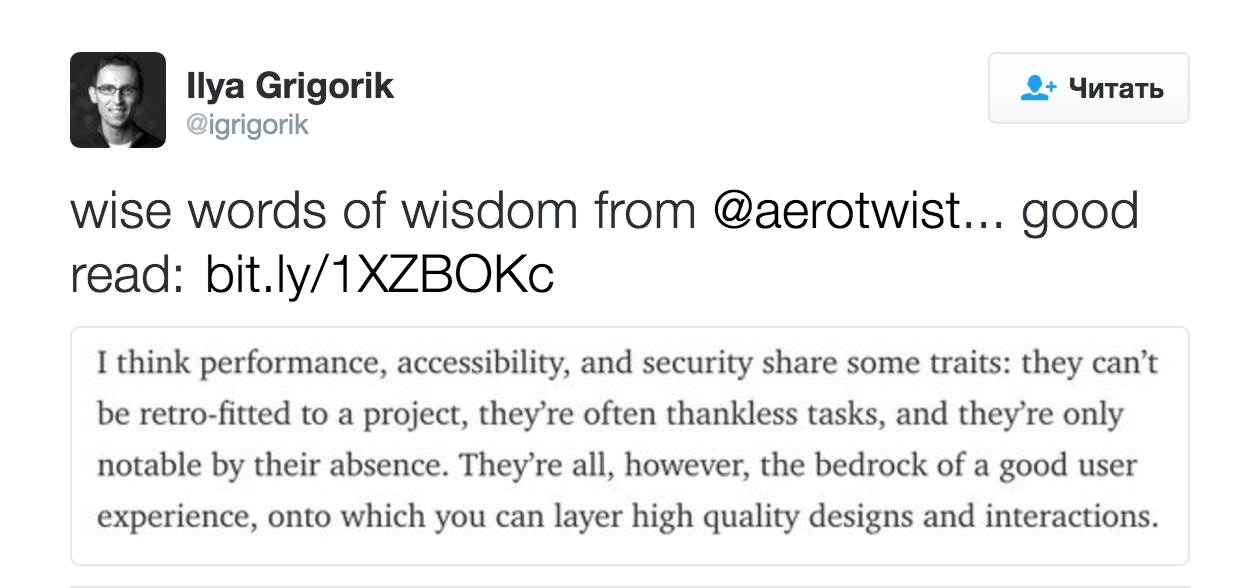 Ilya Grigorik
@igrigorik
Читать
wise words of wisdom from @aerotwist... good
read: bit.ly/1XZBOKc
I think performance, accessibility, and security share some traits: they can’t
be retro-fitted to a project, they’re often thankless tasks, and they’re only
notable by their absence. They’re all, however, the bedrock of a good user
experience, onto which you can layer high quality designs and interactions.